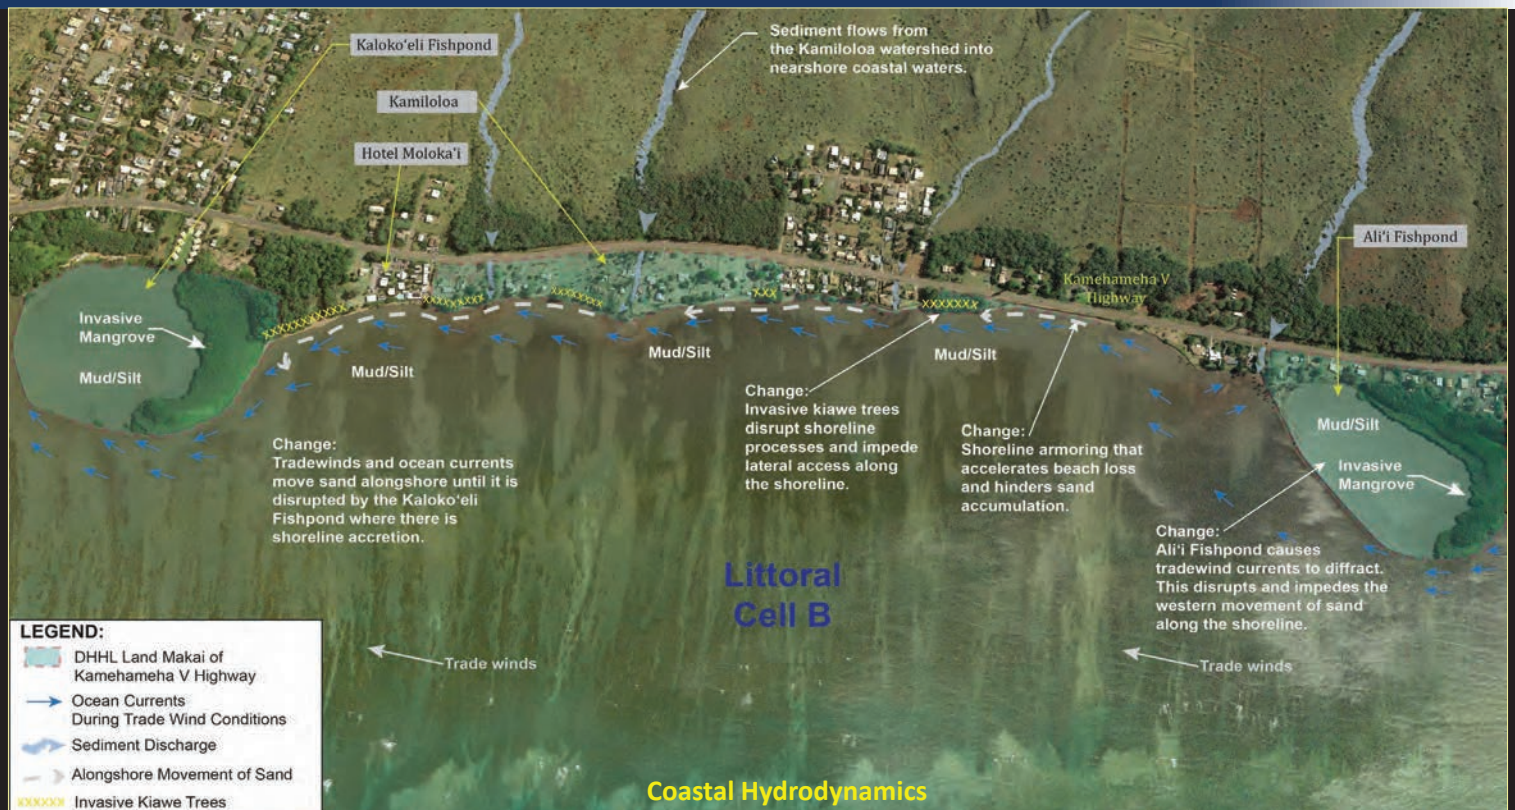 Kaloko‘eli Fishpond
Kamiloloa
Hotel Moloka‘i
Sediment flows from
the Kamiloloa watershed into
nearshore coastal waters.
Ali‘i Fishpond
Kamehameha V
Highway
Invasive
Mangrove
Mud/Silt
Mud/Silt
Mud/Silt
Mud/Silt
Mud/Silt
Invasive
Mangrove
Change:
Tradewinds and ocean currents
move sand alongshore until it is
disrupted by the Kaloko‘eli
Fishpond where there is
shoreline accretion.
Change:
Invasive kiawe trees
disrupt shoreline
processes and impede
lateral access along
the shoreline.
Change:
Shoreline armoring that
accelerates beach loss
and hinders sand
accumulation.
Change:
Ali‘i Fishpond causes
tradewind currents to diffract.
This disrupts and impedes the
western movement of sand
along the shoreline.
Littoral
Cell B
Trade winds
Trade winds
LEGEND:
DHHL Land Makai of
Kamehameha V Highway
Ocean Currents
During Trade Wind Conditions
Sediment Discharge
Alongshore Movement of Sand
XXXXXX Invasive Kiawe Trees
Coastal Hydrodynamics